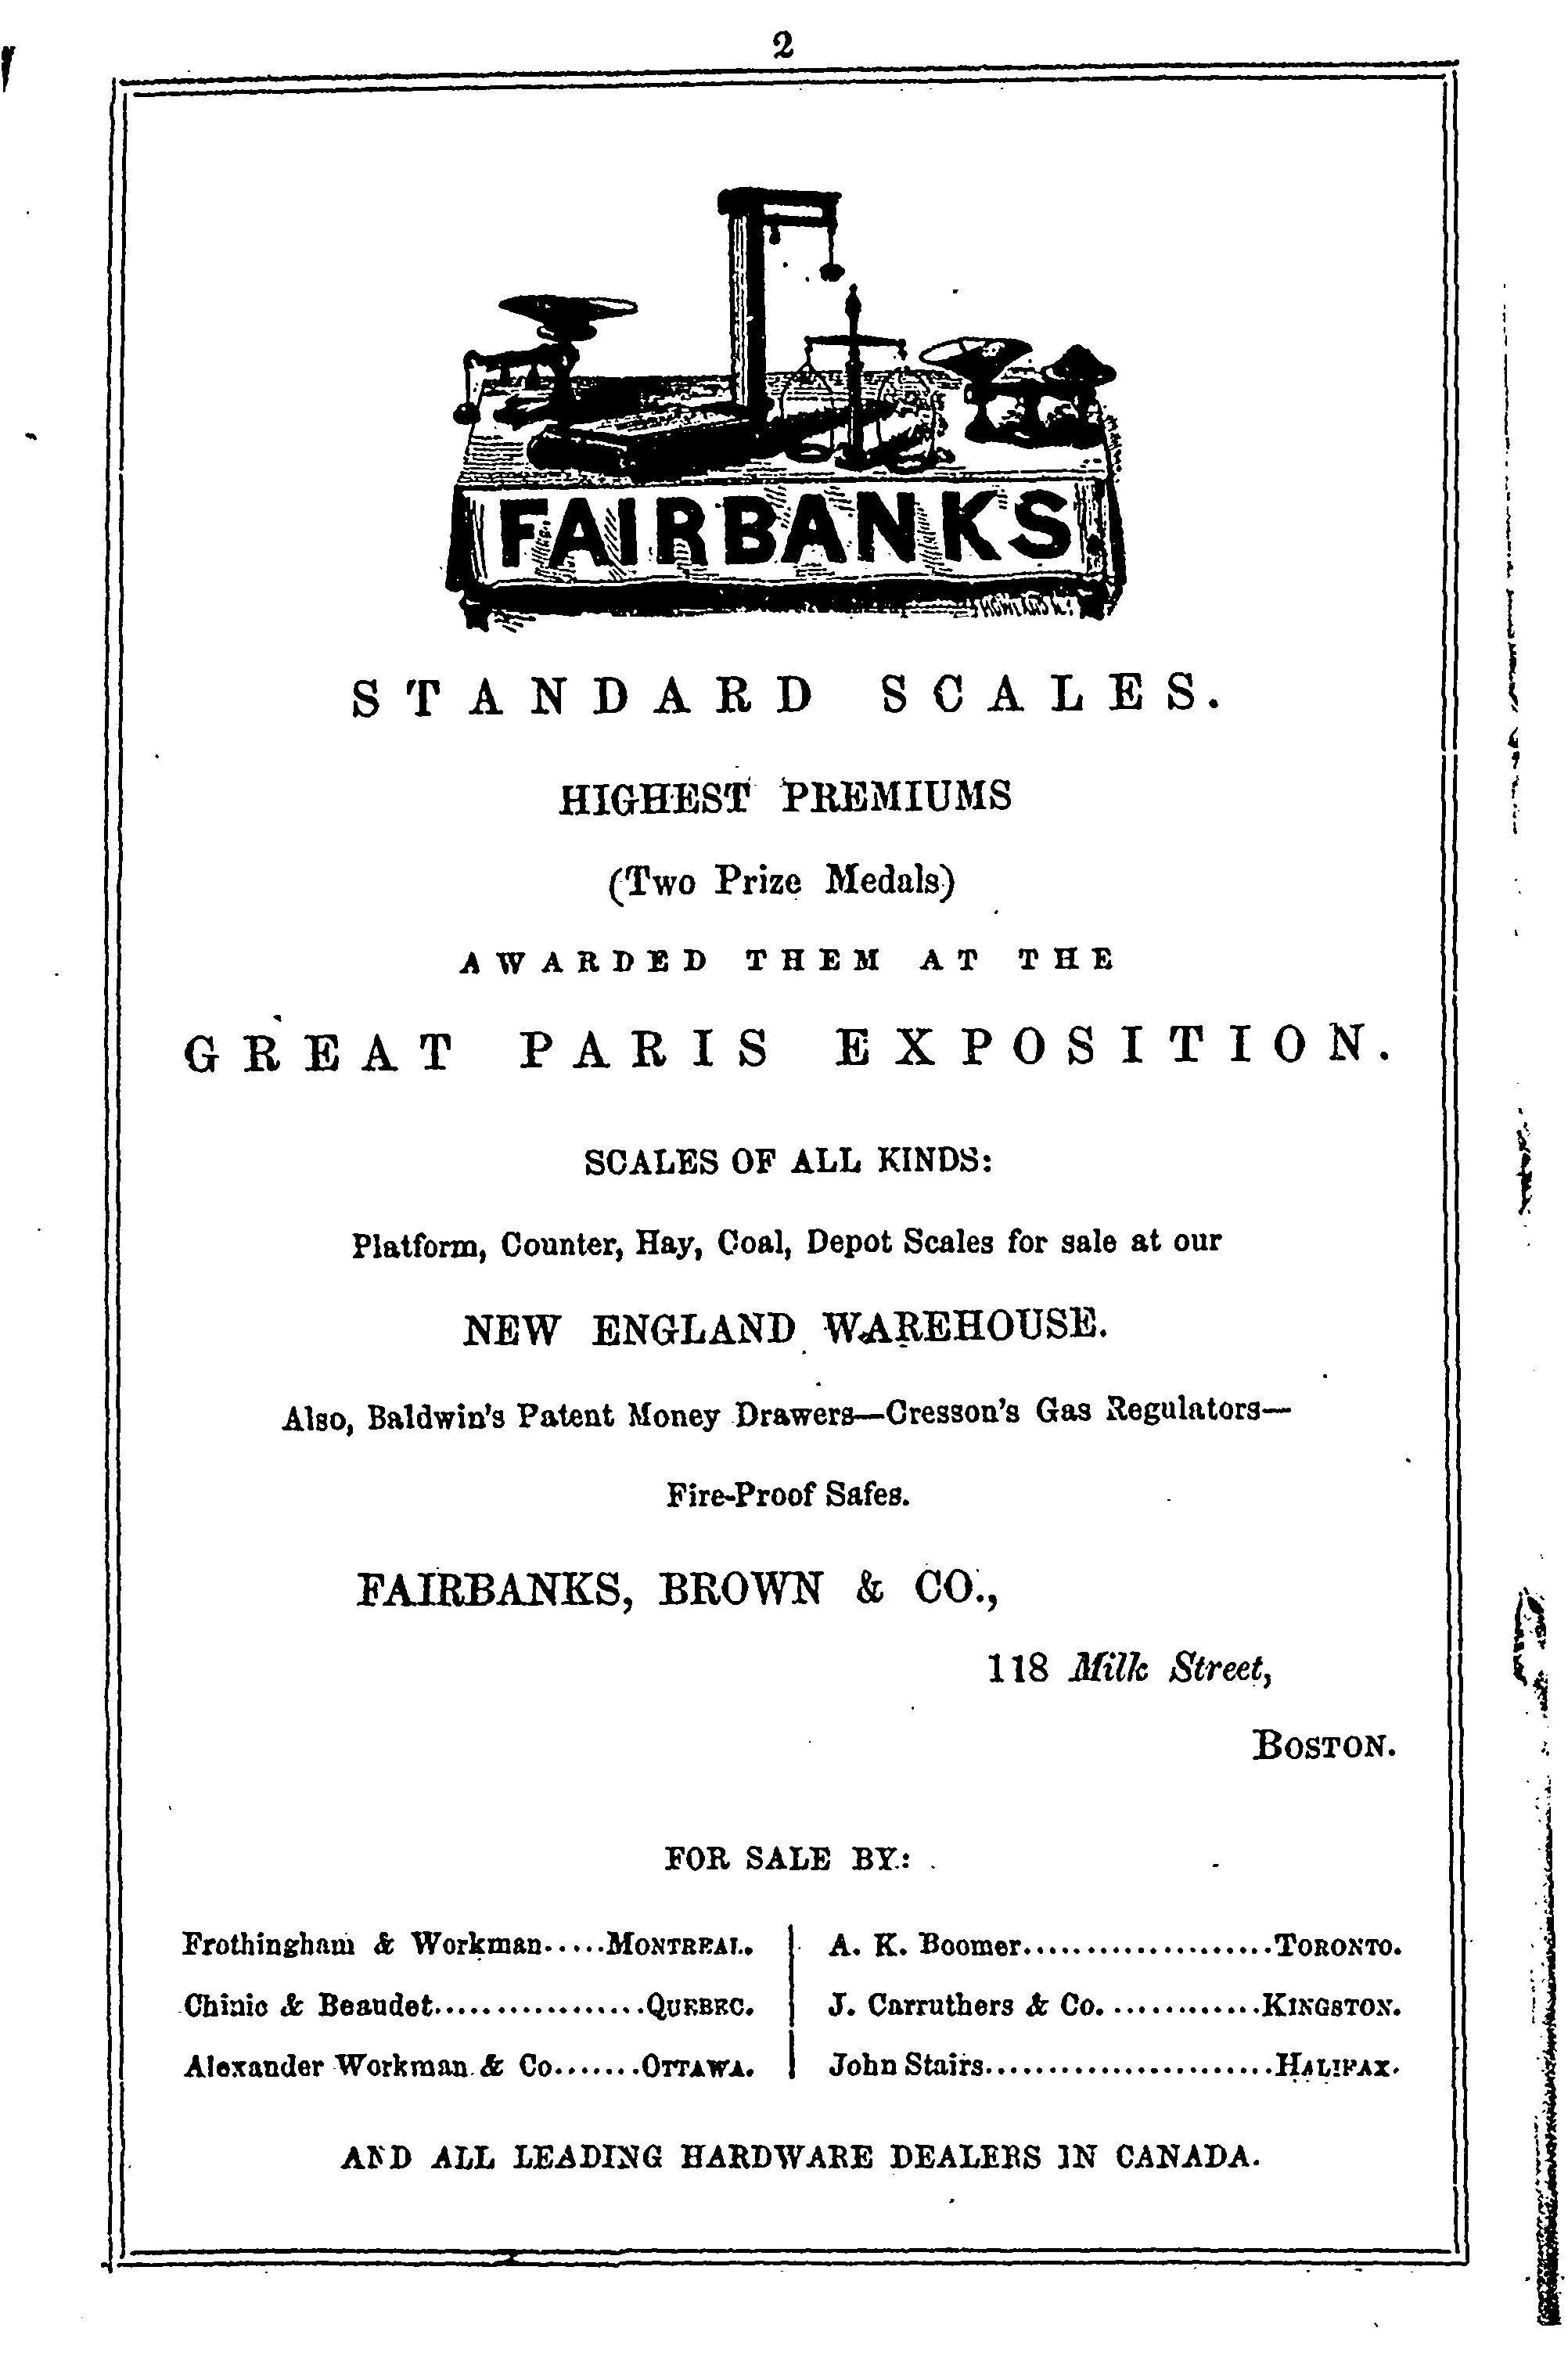 2
FAIRBANKS
STANDARD SCALES.
HIGHEST PREMIUMS
(Two Prize Medals)
AWARDED THEM AT THE
GREAT PARIS EXPOSITION.
SCALES OF ALL KINDS:
Platform, Counter, Hay, Coal, Depot Scales for sale at our
NEW ENGLAND WAREHOUSE.
Also, Baldwin's Patent Money Drawers—Cresson's Gas Regulators—
Fire-Proof Safes.
FAIRBANKS, BROWN & CO.,
118 Milk Street,
BOSTON.
FOR SALE BY:
Frothingham & Workman.....MONTREAL.
Chinic & Beaudet.................QUEBEC.
Alexander Workman & Co.......OTTAWA.
A. K. Boomer.....................TORONTO.
J. Carruthers & Co. ............KINGSTON.
John Stairs........................HALIFAX.
AND ALL LEADING HARDWARE DEALERS IN CANADA.